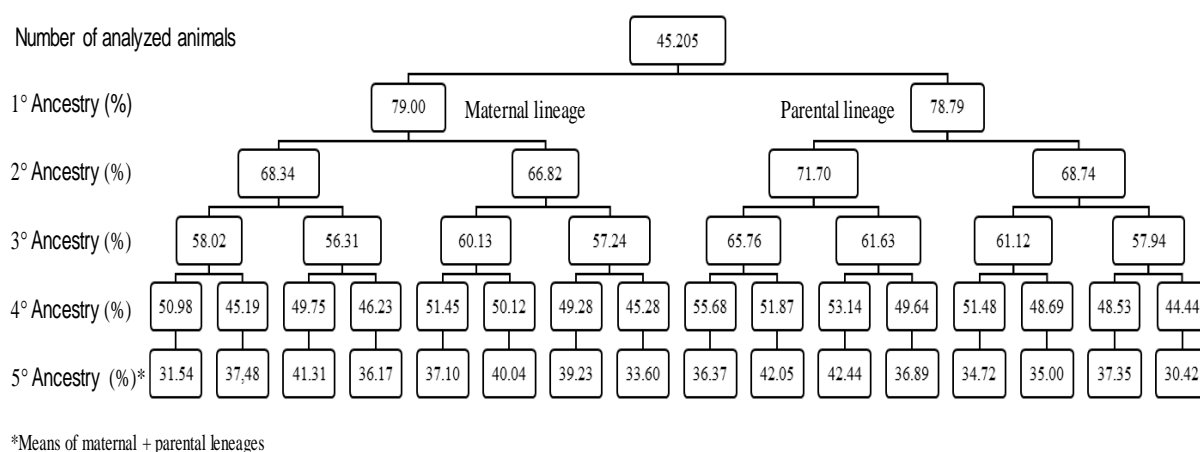 Number of analyzed animals 45.205
1° Ancestry (%) 79.00 Maternal lineage Parental lineage 78.79
2° Ancestry (%) 68.34 66.82 71.70 68.74
3° Ancestry (%) 58.02 56.31 60.13 57.24 65.76 61.63 61.12 57.94
4° Ancestry (%) 50.98 45.19 49.75 46.23 51.45 50.12 49.28 45.28 55.68 51.87 53.14 49.64 51.48 48.69 48.53 44.44
5° Ancestry (%)* 31.54 37,48 41.31 36.17 37.10 40.04 39.23 33.60 36.37 42.05 42.44 36.89 34.72 35.00 37.35 30.42
*Means of maternal + parental leneages